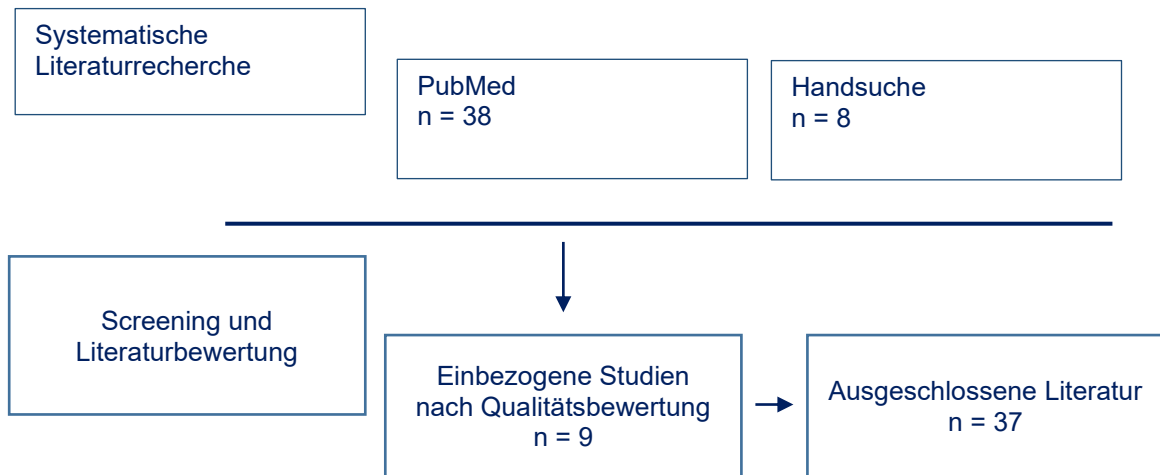 Systematische
Literaturrecherche
PubMed
n = 38
Handsuche
n = 8
Screening und
Literaturbewertung
Einbezogene Studien
nach Qualitätsbewertung
n = 9
Ausgeschlossene Literatur
n = 37